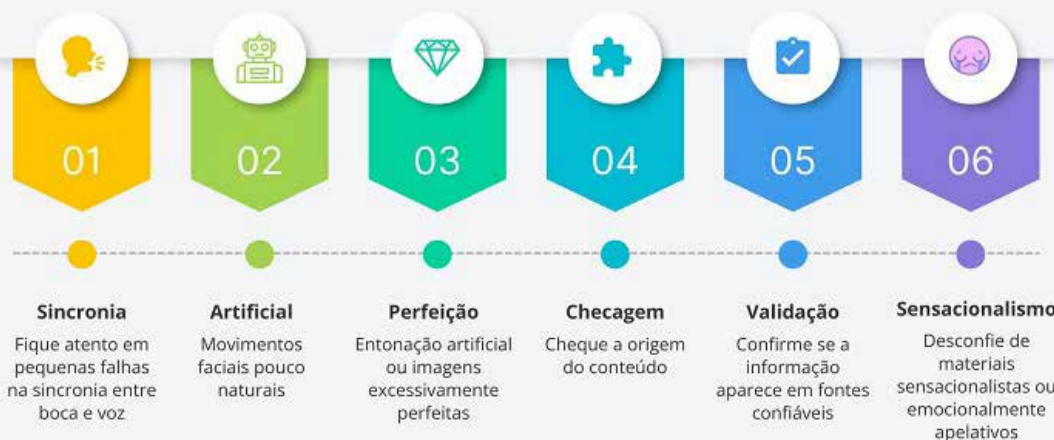 01
Sincronia
Fique atento em
pequenas falhas
na sincronia entre
boca e voz
02
Artificial
Movimentos
faciais pouco
naturais
03
Perfeição
Entonação artificial
ou imagens
excessivamente
perfeitas
04
Checagem
Cheque a origem
do conteúdo
05
Validação
Confirme se a
informação
aparece em fontes
confiáveis
06
Sensacionalismo
Desconfie de
materiais
sensacionalistas ou
emocionalmente
apelativos